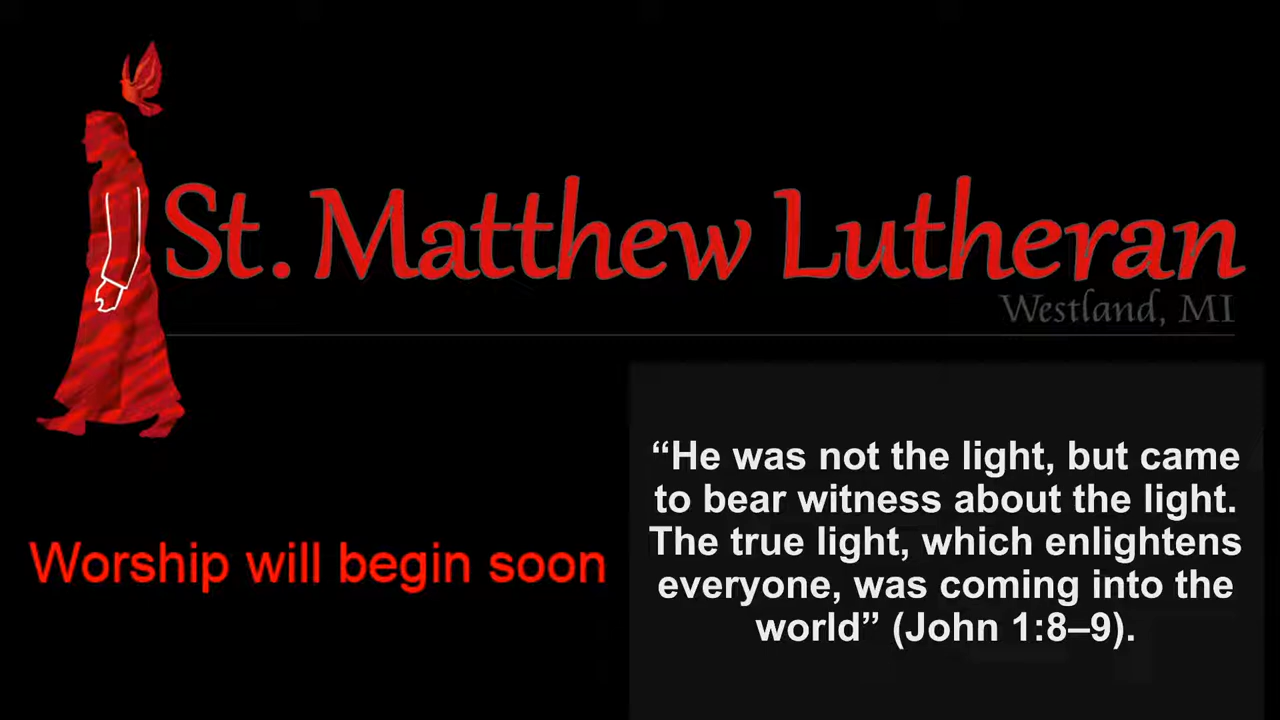 St. Matthew Lutheran
Westland, MI
Worship will begin soon
“He was not the light, but came
to bear witness about the light.
The true light, which enlightens
everyone, was coming into the
world” (John 1:8–9).